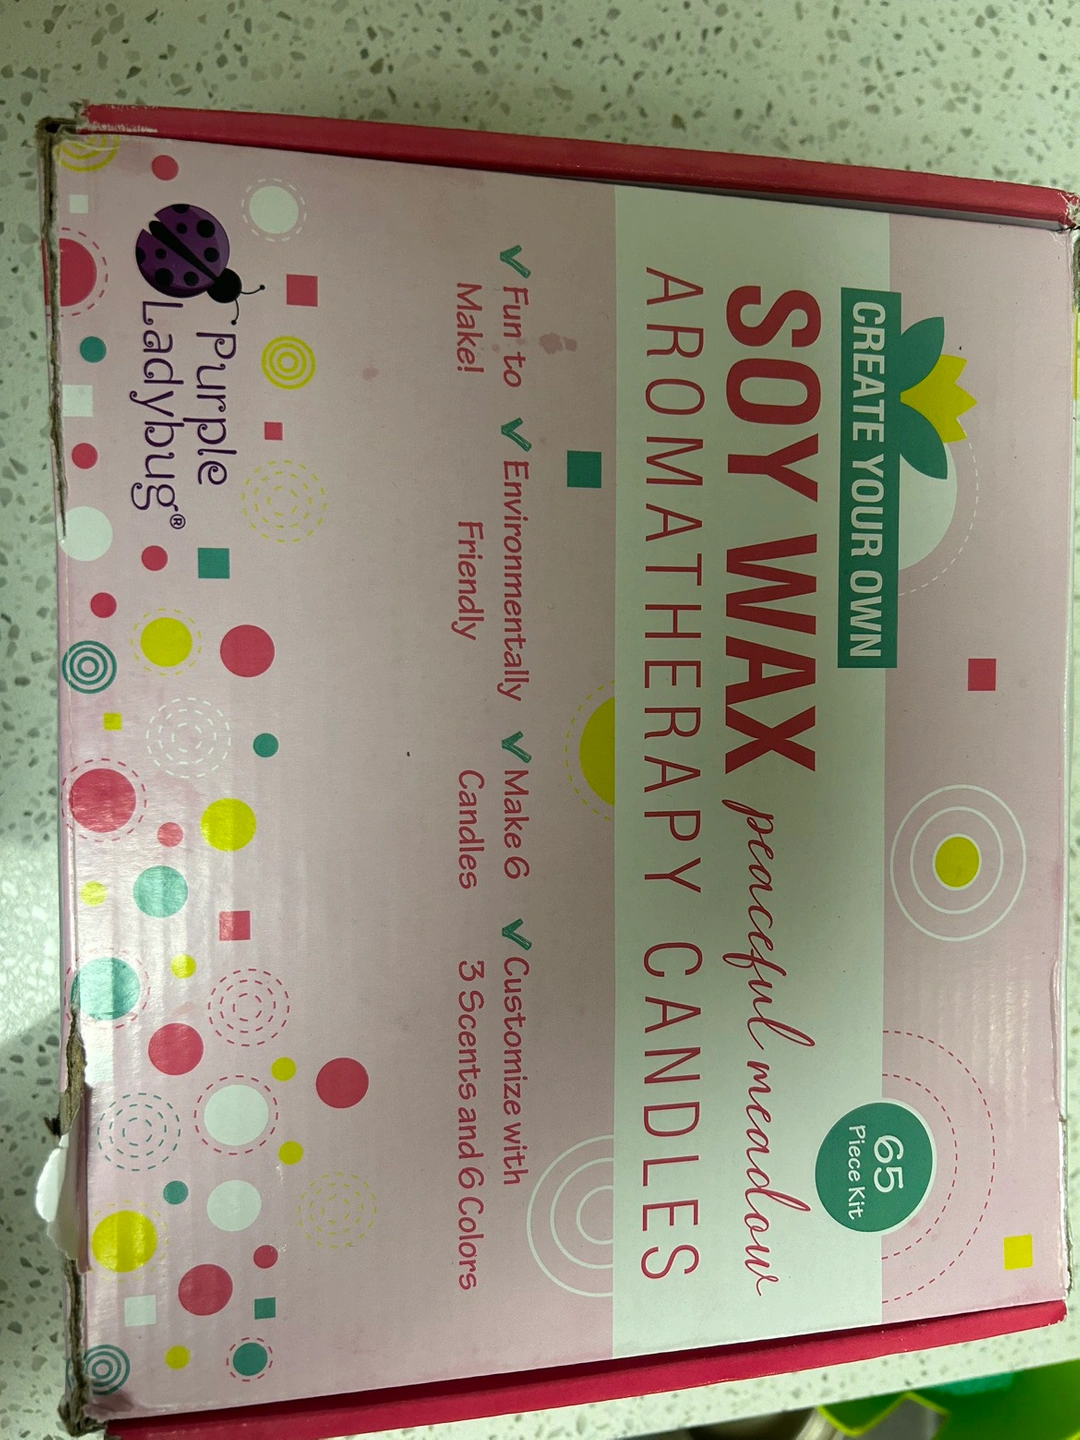 CREATE YOUR OWN
SOY WAX peaceful meadow
AROMATHERAPY CANDLES
65
Piece Kit
✓ Fun to
Make!
✓ Environmentally
Friendly
✓ Make 6
Candles
✓ Customize with
3 Scents and 6 Colors
Purple
Ladybug®